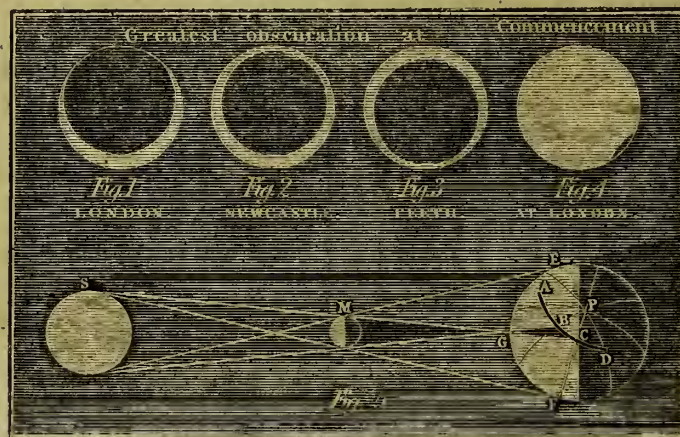 Greatest obscuration at
Commencement
Fig.1
Fig.2
Fig.3
Fig.4
LONDON
NEWCASTLE.
PERTH.
AT LONDON.
S
M
E
A
P
B
G
C
D
F